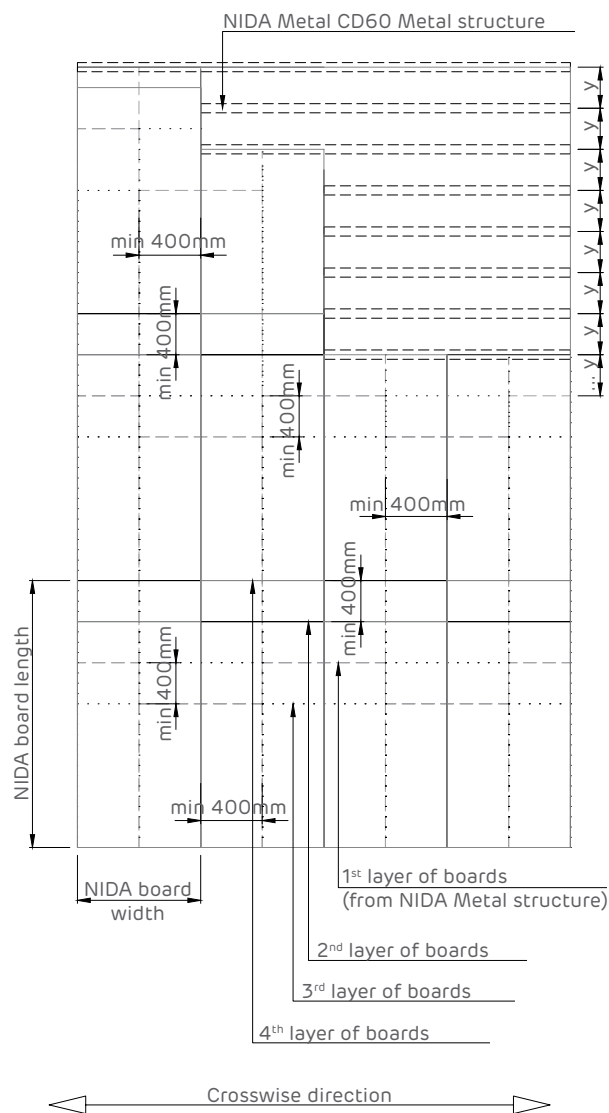 NIDA Metal CD60 Metal structure
y
y
y
y
y
y
y
... y
min 400mm
min 400mm
min 400mm
min 400mm
min 400mm
min 400mm
NIDA board length
min 400mm
NIDA board
width
1st layer of boards
(from NIDA Metal structure)
2nd layer of boards
3rd layer of boards
4th layer of boards
Crosswise direction